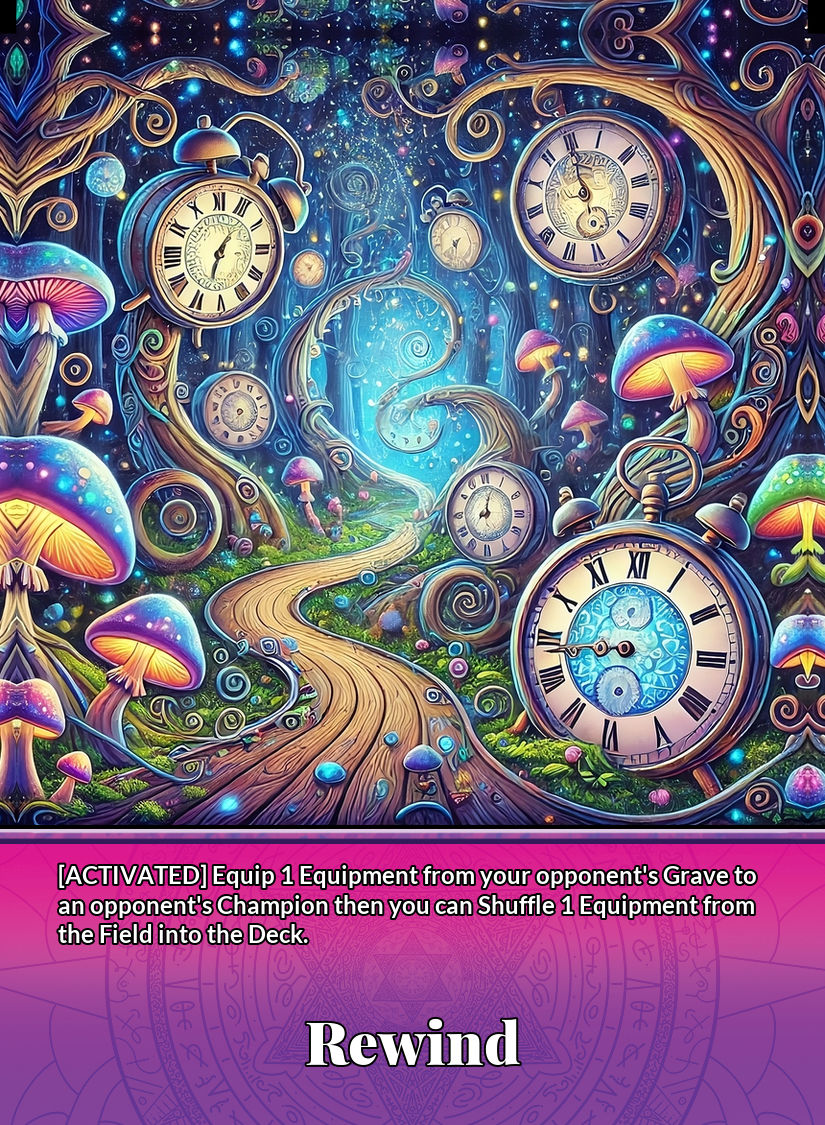 [ACTIVATED] Equip 1 Equipment from your opponent's Grave to
an opponent's Champion then you can Shuffle 1 Equipment from
the Field into the Deck.
Rewind